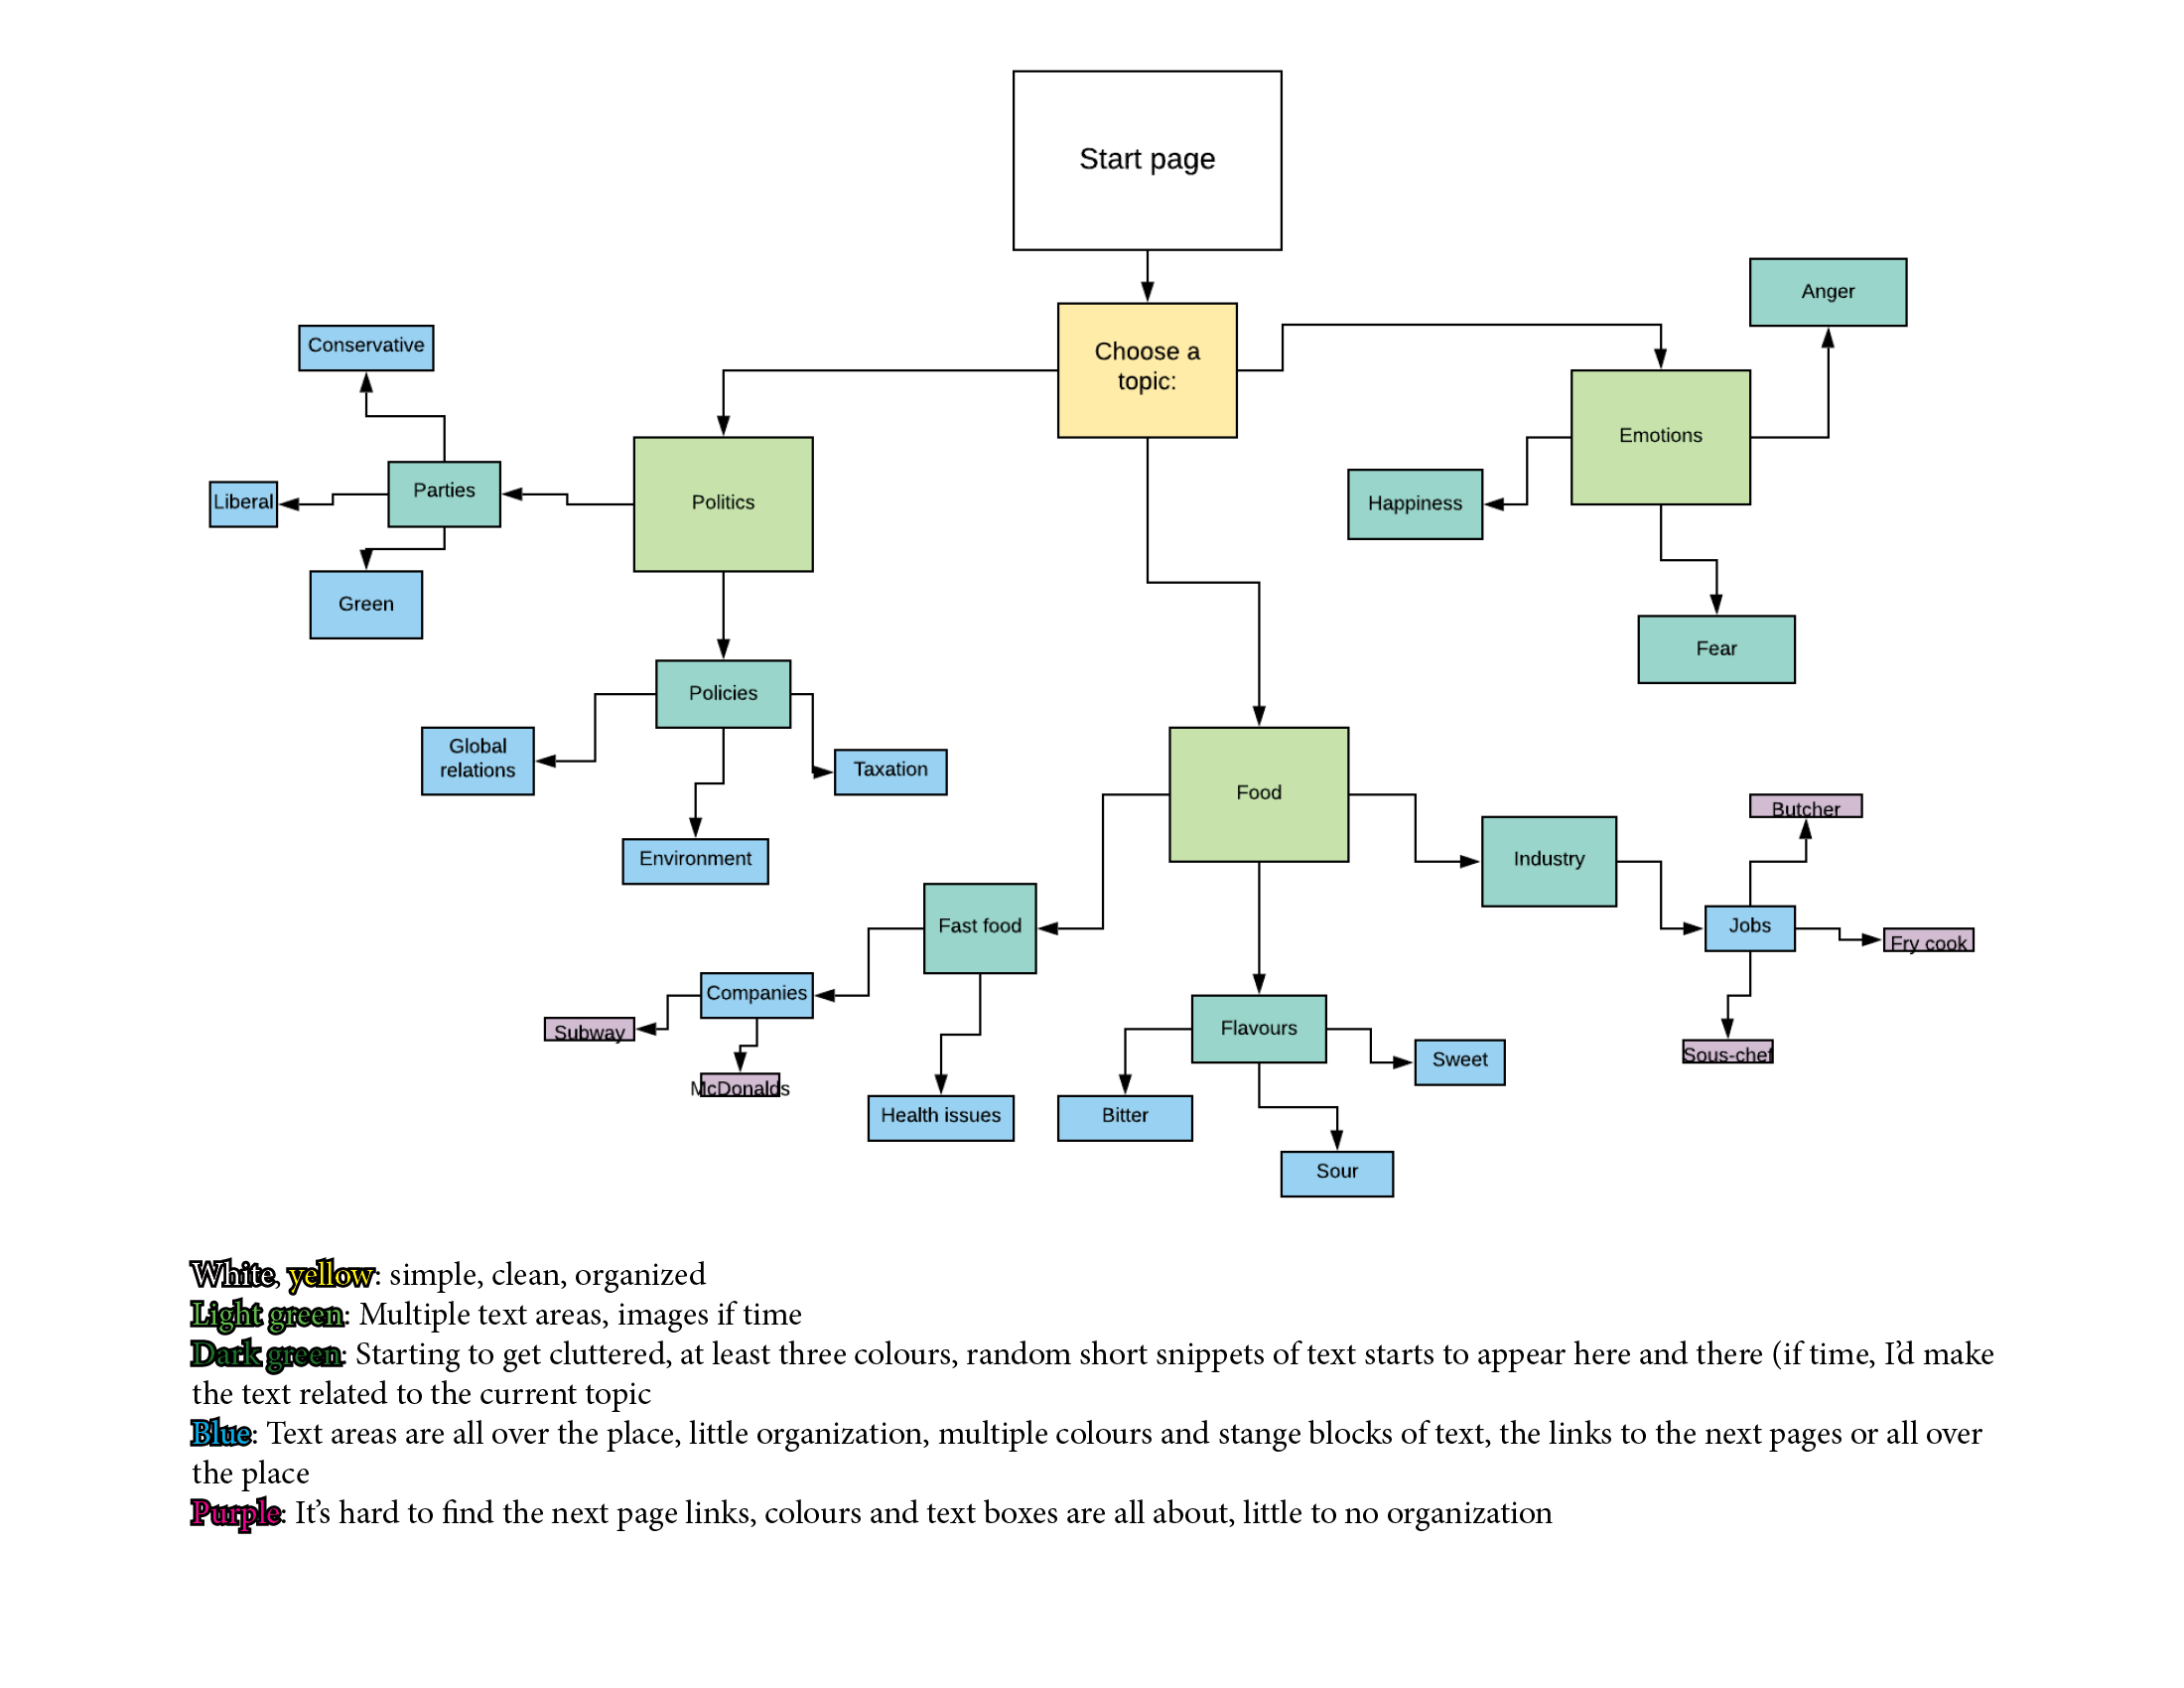 Start page
Anger
Conservative
Choose a
topic:
Emotions
Parties
Liberal
Politics
Happiness
Green
Fear
Policies
Global
relations
Taxation
Food
Butcher
Environment
Industry
Fast food
Jobs
Fry cook
Companies
Subway
Flavours
Sweet
Sous-chef
McDonalds
Health issues
Bitter
Sour
White, yellow: simple, clean, organized
Light green: Multiple text areas, images if time
Dark green: Starting to get cluttered, at least three colours, random short snippets of text starts to appear here and there (if time, I'd make
the text related to the current topic
Blue: Text areas are all over the place, little organization, multiple colours and stange blocks of text, the links to the next pages or all over
the place
Purple: It's hard to find the next page links, colours and text boxes are all about, little to no organization